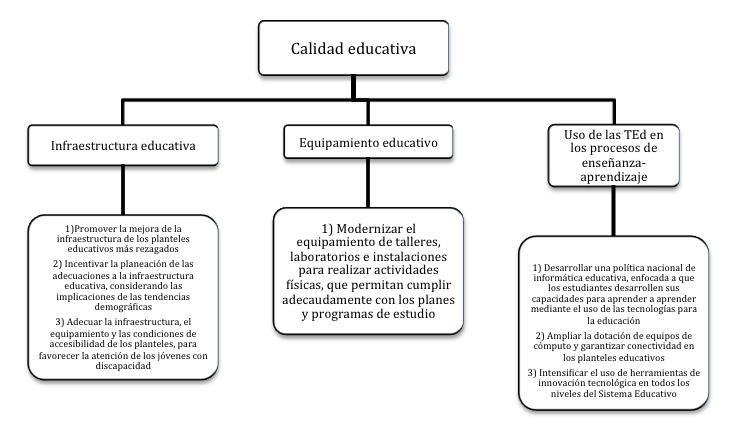 Calidad educativa
Infraestructura educativa
1)Promover la mejora de la
infraestructura de los planteles
educativos más rezagados
2) Incentivar la planeación de las
adecuaciones a la infraestructura
educativa, considerando las
implicaciones de las tendencias
demográficas
3) Adecuar la infraestructura, el
equipamiento y las condiciones de
accesibilidad de los planteles, para
favorecer la atención de los jóvenes con
discapacidad
Equipamiento educativo
1) Modernizar el
equipamiento de talleres,
laboratorios e instalaciones
para realizar actividades
físicas, que permitan cumplir
adecaudamente con los planes
y programas de estudio
Uso de las TEd en
los procesos de
enseñanza-
aprendizaje
1) Desarrollar una política nacional de
informática educativa, enfocada a que
los estudiantes desarrollen sus
capacidades para aprender a aprender
mediante el uso de las tecnologías para
la educación
2) Ampliar la dotación de equipos de
cómputo y garantizar conectividad en
los planteles educativos
3) Intensificar el uso de herramientas de
innovación tecnológica en todos los
niveles del Sistema Educativo